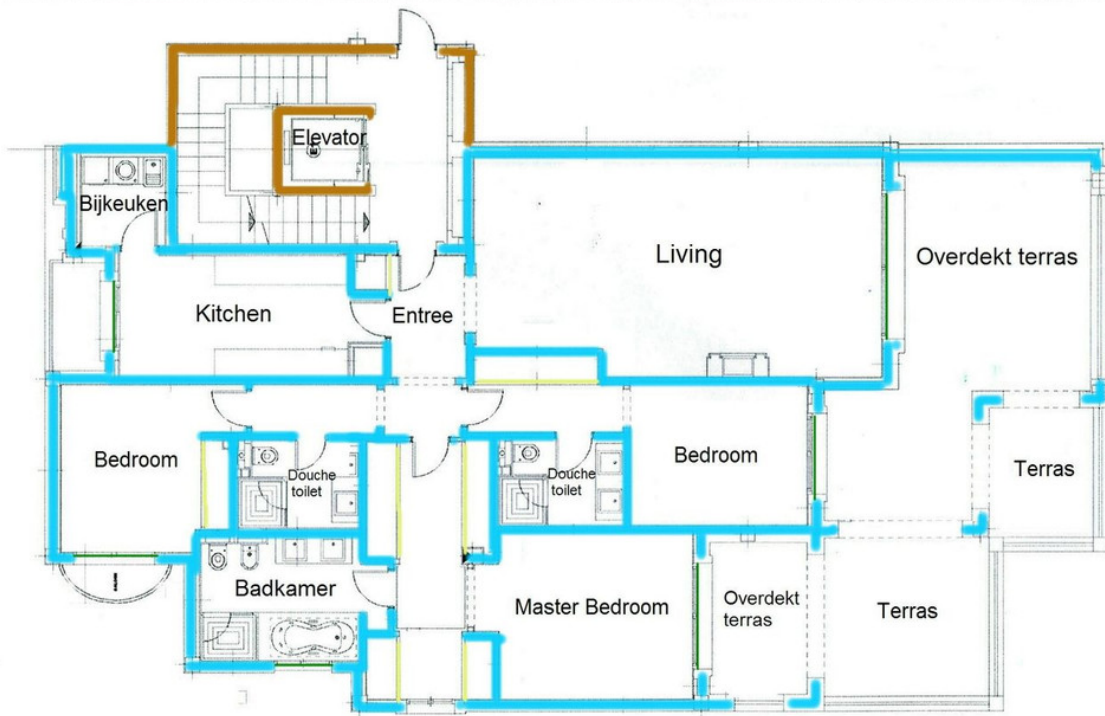 Elevator
Bijkeuken
Living
Overdekt terras
Kitchen
Entree
Bedroom
Douche
toilet
Douche
toilet
Bedroom
Terras
Badkamer
Master Bedroom
Overdekt
terras
Terras